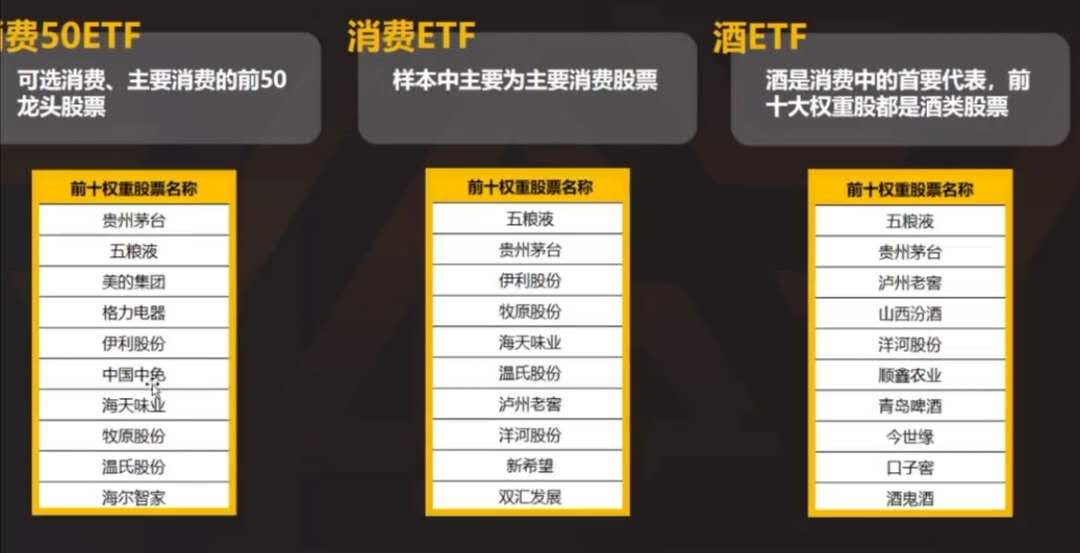 费50ETF
可选消费、主要消费的前50
龙头股票
前十权重股票名称
贵州茅台
五粮液
美的集团
格力电器
伊利股份
中国中免
海天味业
牧原股份
温氏股份
海尔智家
消费ETF
样本中主要为主要消费股票
前十权重股票名称
五粮液
贵州茅台
伊利股份
牧原股份
海天味业
温氏股份
泸州老窖
洋河股份
新希望
双汇发展
酒ETF
酒是消费中的首要代表，前
十大权重股都是酒类股票
前十权重股票名称
五粮液
贵州茅台
泸州老窖
山西汾酒
洋河股份
顺鑫农业
青岛啤酒
今世缘
口子窖
酒鬼酒